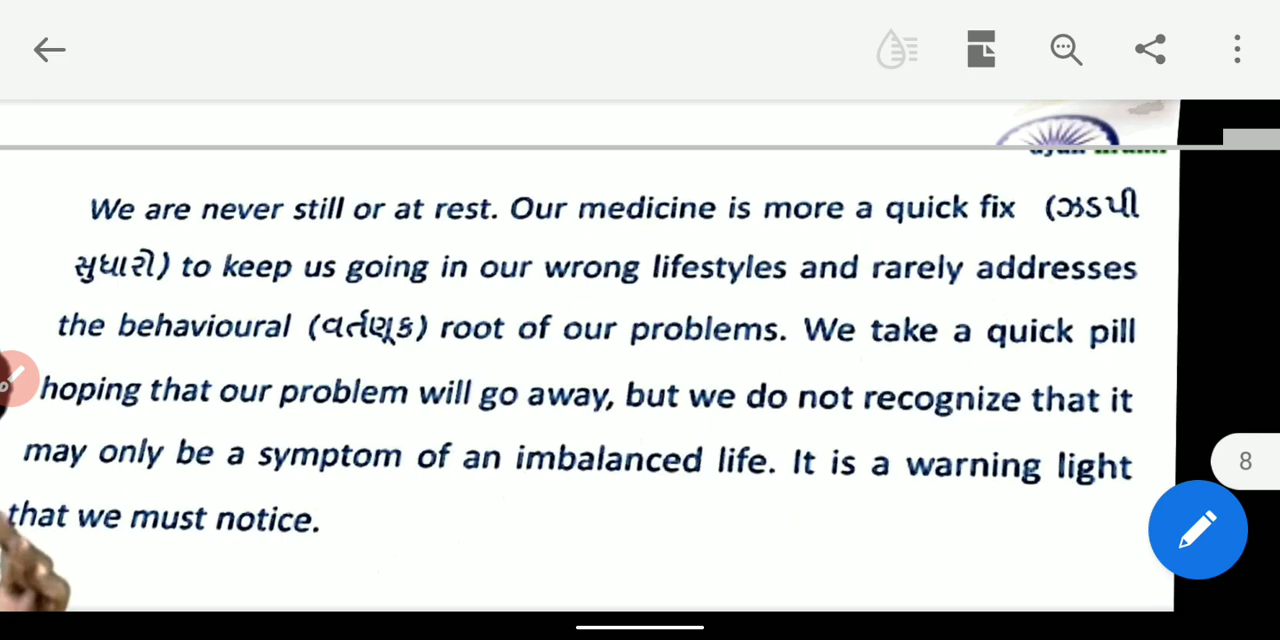 We are never still or at rest. Our medicine is more a quick fix (ઝડપી
સુધારો) to keep us going in our wrong lifestyles and rarely addresses
the behavioural (વર્તણૂક) root of our problems. We take a quick pill
hoping that our problem will go away, but we do not recognize that it
may only be a symptom of an imbalanced life. It is a warning light
that we must notice.
8